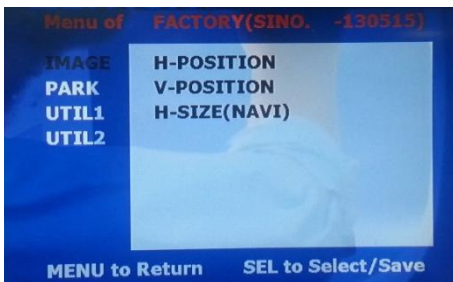 Menu of FACTORY(SINO. -130515)
IMAGE H-POSITION
PARK V-POSITION
UTIL1 H-SIZE(NAVI)
UTIL2
MENU to Return SEL to Select/Save